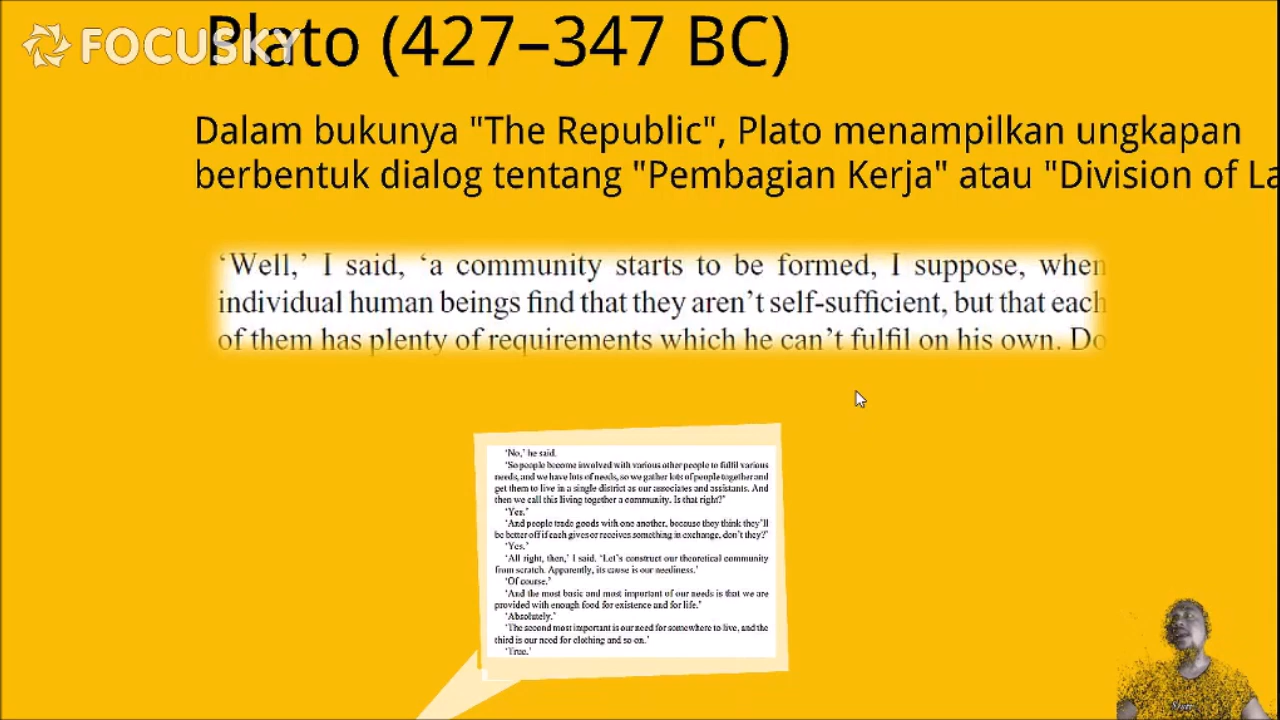 FOCUSKY
Plato (427–347 BC)
Dalam bukunya "The Republic", Plato menampilkan ungkapan
berbentuk dialog tentang "Pembagian Kerja" atau "Division of La
‘Well,’ I said, ‘a community starts to be formed, I suppose, when
individual human beings find that they aren’t self-sufficient, but that each
of them has plenty of requirements which he can’t fulfil on his own. Do
‘No,’ he said.
‘So people become involved with various other people to fulfil various
needs, and we have lots of needs, so we gather lots of people together and
get them to live in a single district as our associates and assistants. And
then we call this living together a community. Is that right?’
‘Yes.’
‘And people trade goods with one another, because they think they’ll
be better off if each gives or receives something in exchange, don’t they?’
‘Yes.’
‘All right, then,’ I said. ‘Let’s construct our theoretical community
from scratch. Apparently, its cause is our neediness.’
‘Of course.’
‘And the most basic and most important of our needs is that we are
provided with enough food for existence and for life.’
‘Absolutely.’
‘The second most important is our need for somewhere to live, and the
third is our need for clothing and so on.’
‘True.’